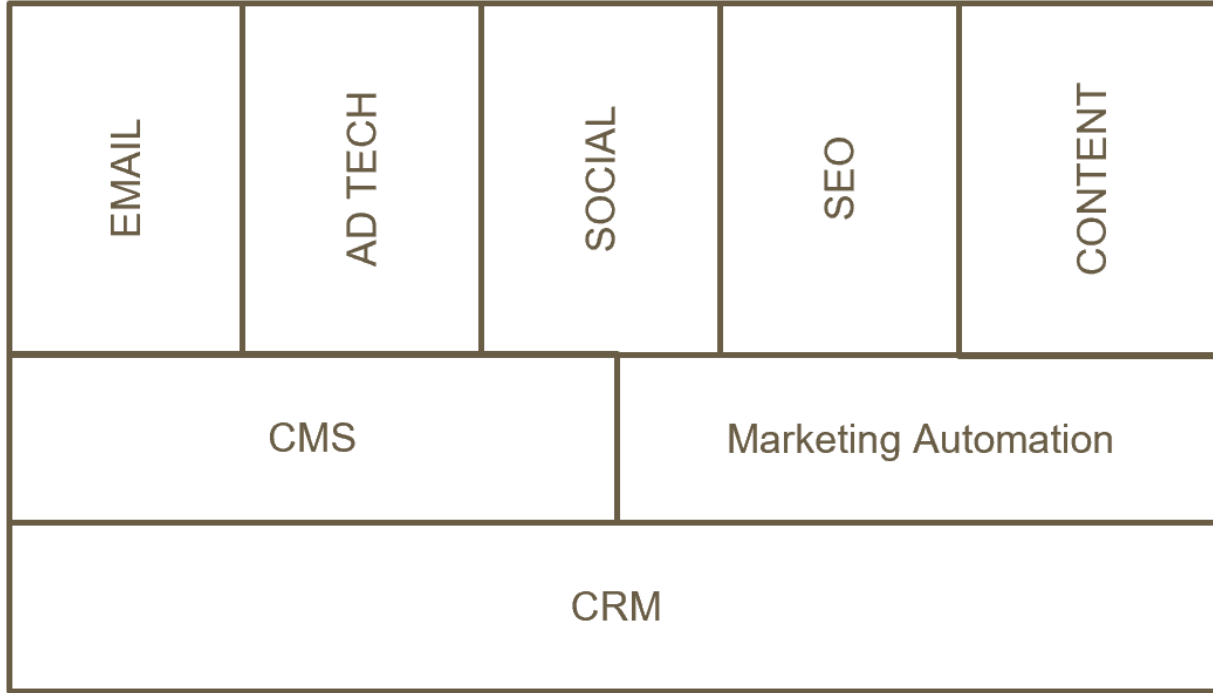 EMAIL
AD TECH
SOCIAL
SEO
CONTENT
CMS
Marketing Automation
CRM